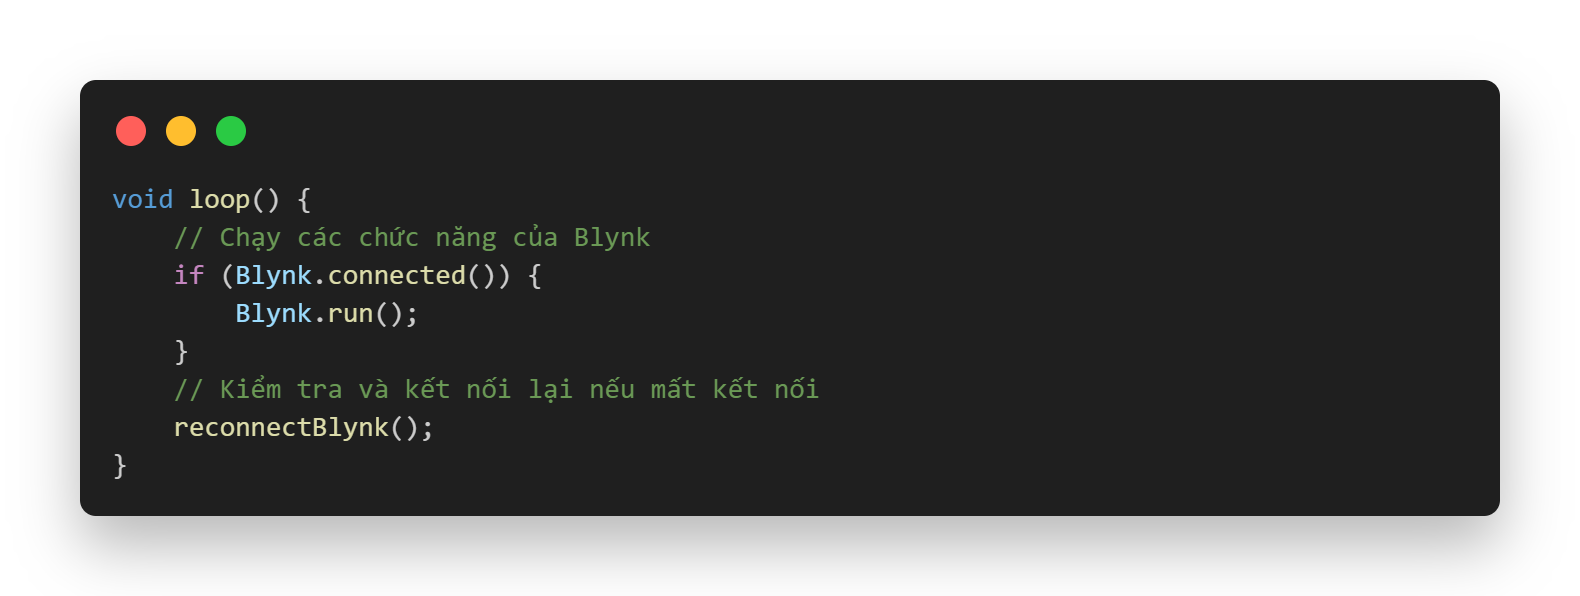 void loop() {
    // Chạy các chức năng của Blynk
    if (Blynk.connected()) {
        Blynk.run();
    }
    // Kiểm tra và kết nối lại nếu mất kết nối
    reconnectBlynk();
}